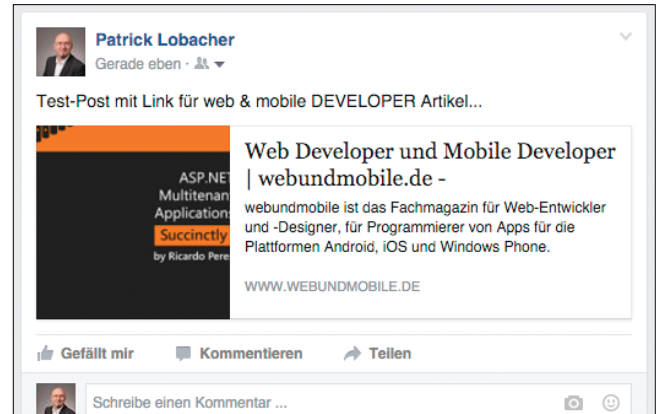 Patrick Lobacher
Gerade eben ·
Test-Post mit Link für web & mobile DEVELOPER Artikel...
ASP.NET
Multitenan
Application
Succinctly
by Ricardo Pere
Web Developer und Mobile Developer
| webundmobile.de -
webundmobile ist das Fachmagazin für Web-Entwickler
und -Designer, für Programmierer von Apps für die
Plattformen Android, iOS und Windows Phone.
WWW.WEBUNDMOBILE.DE
Gefällt mir Kommentieren Teilen
Schreibe einen Kommentar ...